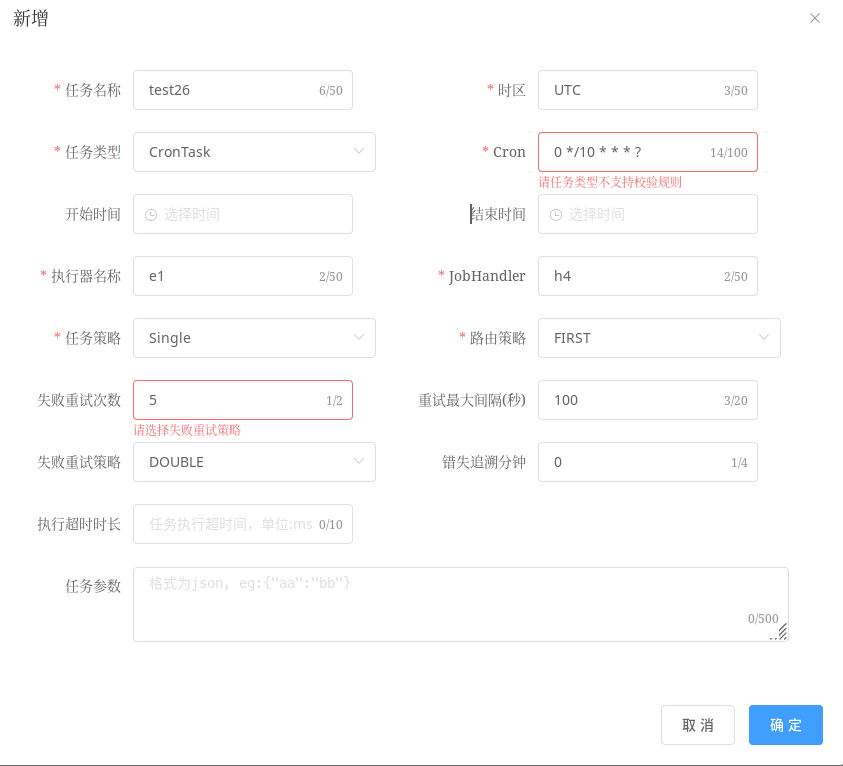 新增
* 任务名称 test26 6/50 * 时区 UTC 3/50
* 任务类型 CronTask * Cron 0 */10 * * * ? 14/100
请任务类型不支持校验规则
开始时间 选择时间 结束时间 选择时间
* 执行器名称 e1 2/50 * JobHandler h4 2/50
* 任务策略 Single * 路由策略 FIRST
失败重试次数 5 1/2 重试最大间隔(秒) 100 3/20
请选择失败重试策略
失败重试策略 DOUBLE 错失追溯分钟 0 1/4
执行超时时长 任务执行超时间，单位:ms 0/10
任务参数 格式为json, eg:{"aa":"bb"}
0/500
取 消 确 定